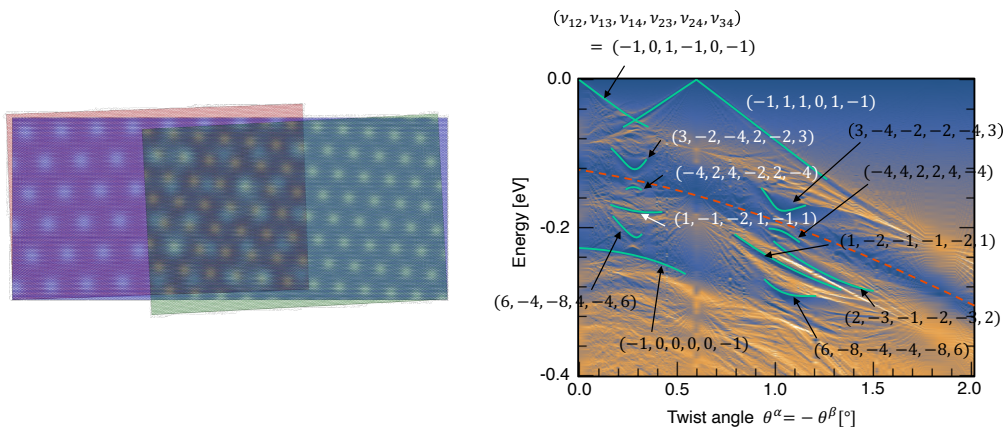 (ν₁₂, ν₁₃, ν₁₄, ν₂₃, ν₂₄, ν₃₄)
= (−1, 0, 1, −1, 0, −1)
0.0
(−1, 1, 1, 0, 1, −1)
(3, −4, −2, −2, −4, 3)
(3, −2, −4, 2, −2, 3)
(−4, 2, 4, −2, 2, −4)
(−4, 4, 2, 2, 4, −4)
Energy [eV]
(1, −1, −2, 1, −1, 1)
-0.2
(1, −2, −1, −1, −2, 1)
(6, −4, −8, 4, −4, 6)
(2, −3, −1, −2, −3, 2)
(−1, 0, 0, 0, 0, −1)
(6, −8, −4, −4, −8, 6)
-0.4
0.0 0.5 1.0 1.5 2.0
Twist angle θ^α = − θ^β [°]